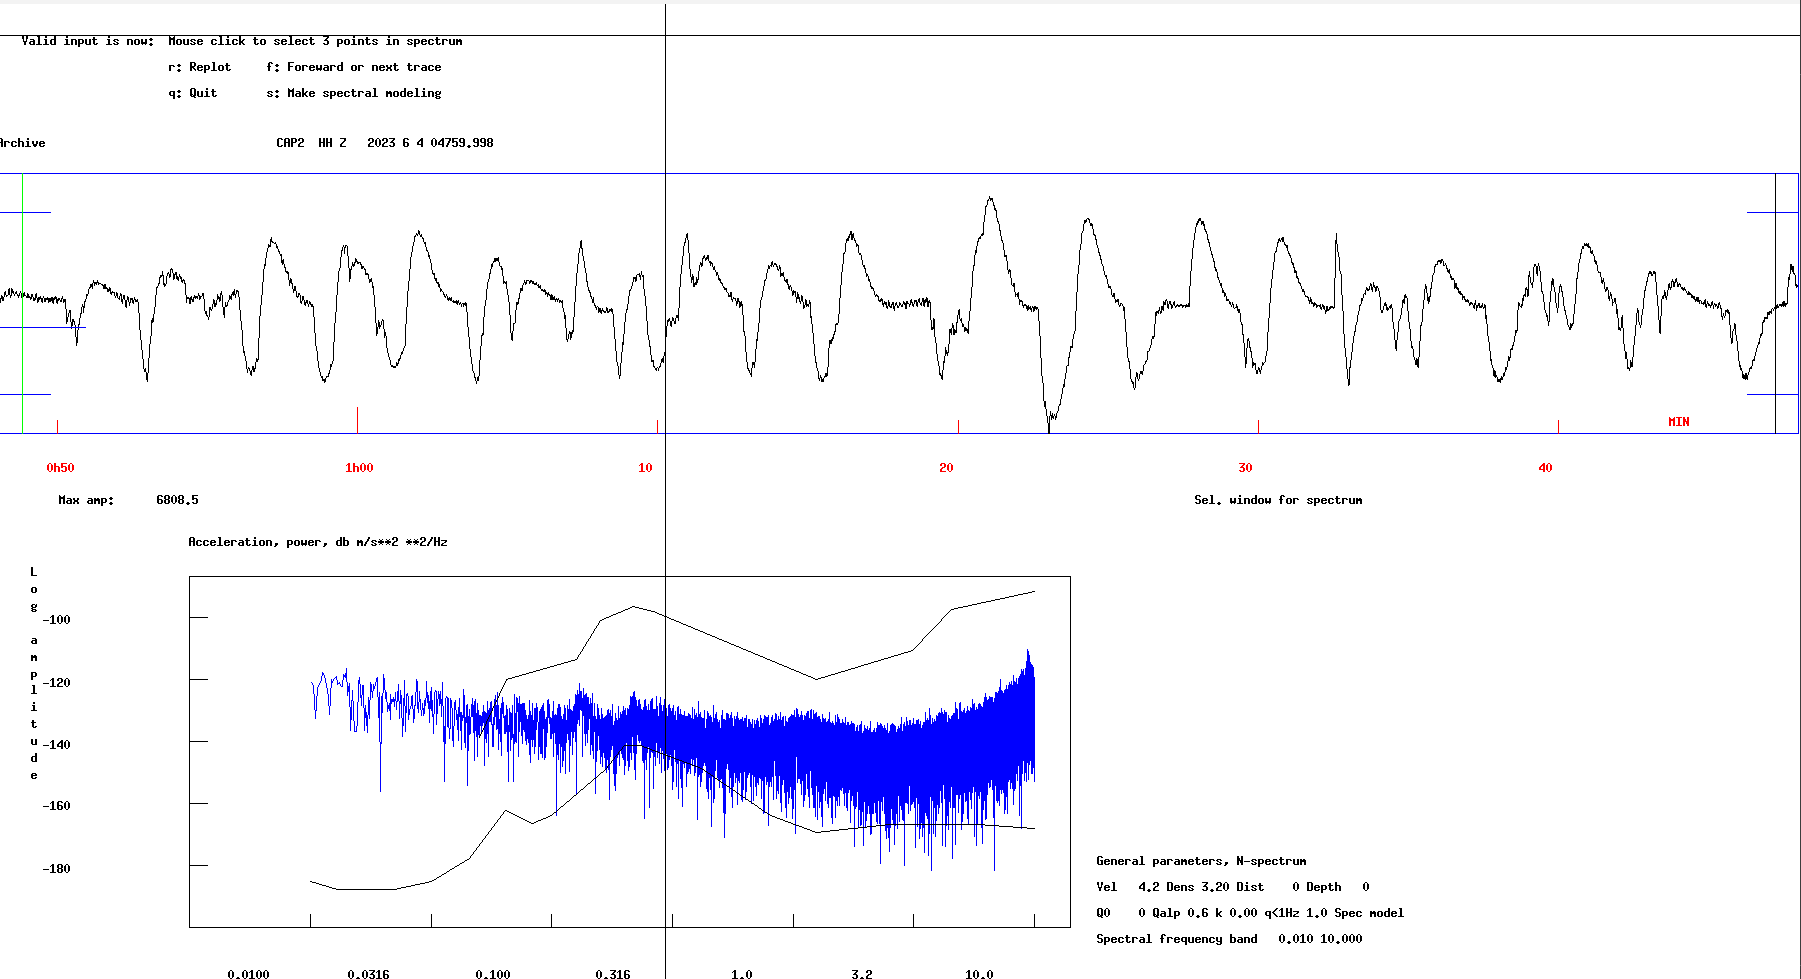 Valid input is now: Mouse click to select 3 points in spectrum
r: Replot f: Foreward or next trace
q: Quit s: Make spectral modeling
Archive CAP2 HH Z 2023 6 4 04759.998
MIN
0h50 1h00 10 20 30 40
Max amp: 6808.5 Sel. window for spectrum
Acceleration, power, db m/s**2 **2/Hz
Log amplitude
-100
-120
-140
-160
-180
General parameters, N-spectrum
Vel 4.2 Dens 3.20 Dist 0 Depth 0
Q0 0 Qalp 0.6 k 0.00 q<1Hz 1.0 Spec model
Spectral frequency band 0.010 10.000
0.0100 0.0316 0.100 0.316 1.0 3.2 10.0